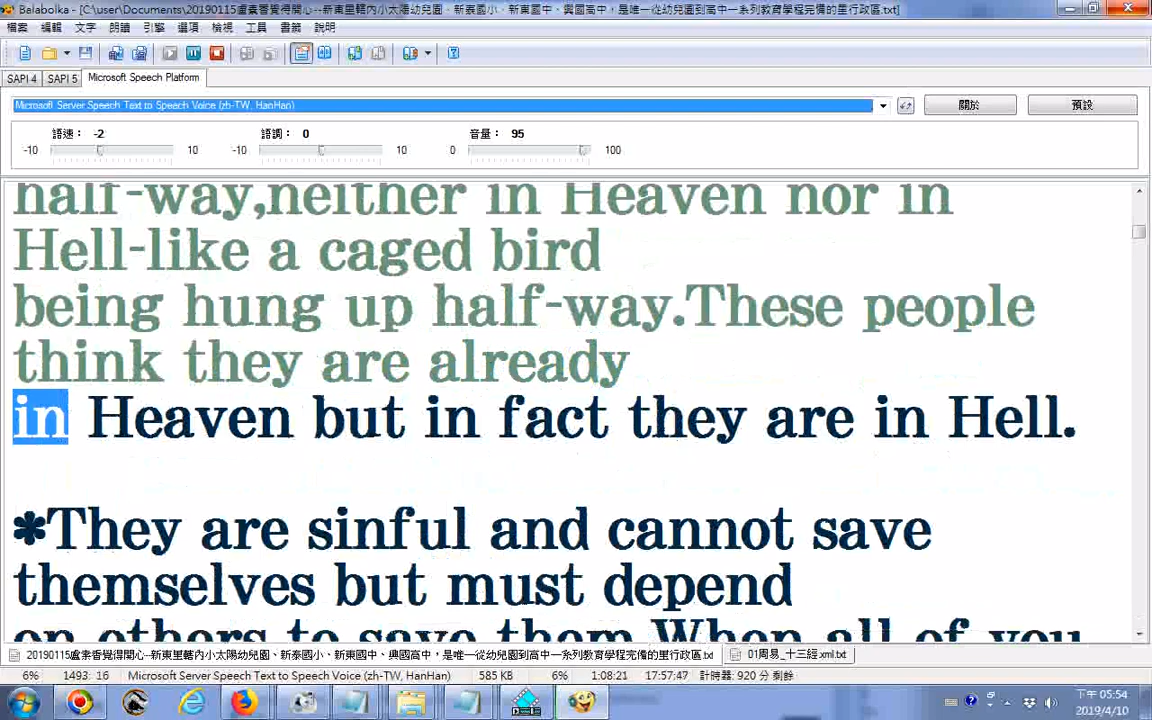 Balabolka - [C:\user\Documents\20190115盧素香覺得開心--新東里轄內小太陽幼兒園、新泰國小、新東國中、興國高中，是唯一從幼兒園到高中一系列教育學程完備的里行政區.txt]
檔案 編輯 文字 朗讀 引擎 選項 檢視 工具 書籤 說明
SAPI 4 SAPI 5 Microsoft Speech Platform
Microsoft Server Speech Text to Speech Voice (zh-TW, HanHan)
關於 預設
語速： -2 語調： 0 音量： 95
-10 10 -10 10 0 100
half-way,neither in Heaven nor in
Hell-like a caged bird
being hung up half-way.These people
think they are already
in Heaven but in fact they are in Hell.
*They are sinful and cannot save
themselves but must depend
on others to save them.When all of you
20190115盧素香覺得開心--新東里轄內小太陽幼兒園、新泰國小、新東國中、興國高中，是唯一從幼兒園到高中一系列教育學程完備的里行政區.txt 01周易_十三經.xml.txt
6% 1493: 16 Microsoft Server Speech Text to Speech Voice (zh-TW, HanHan) 585 KB 6% 1:08:21 17:57:47 計時器: 920 分 剩餘
下午 05:54
2019/4/10